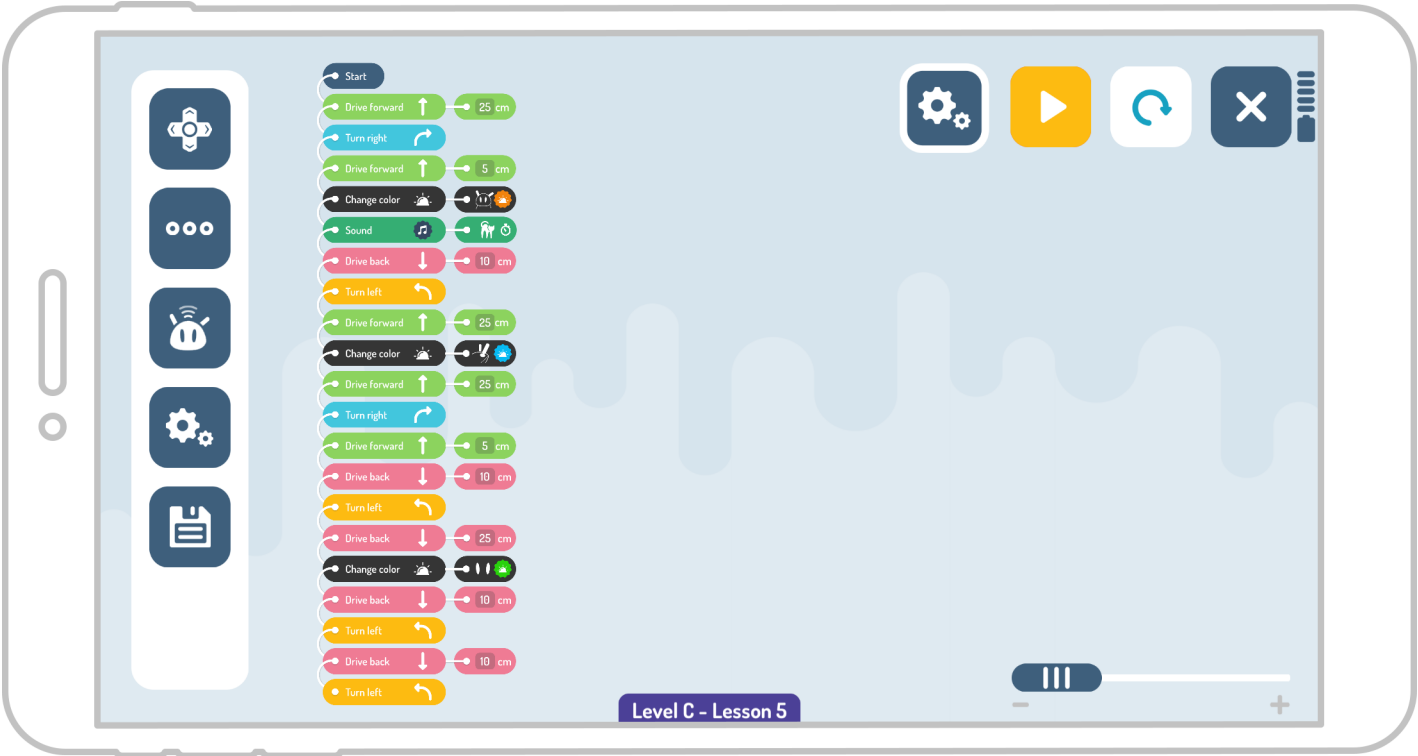 Start
Drive forward 25 cm
Turn right
Drive forward 5 cm
Change color
Sound
Drive back 10 cm
Turn left
Drive forward 25 cm
Change color
Drive forward 25 cm
Turn right
Drive forward 5 cm
Drive back 10 cm
Turn left
Drive back 25 cm
Change color
Drive back 10 cm
Turn left
Drive back 10 cm
Turn left
Level C - Lesson 5